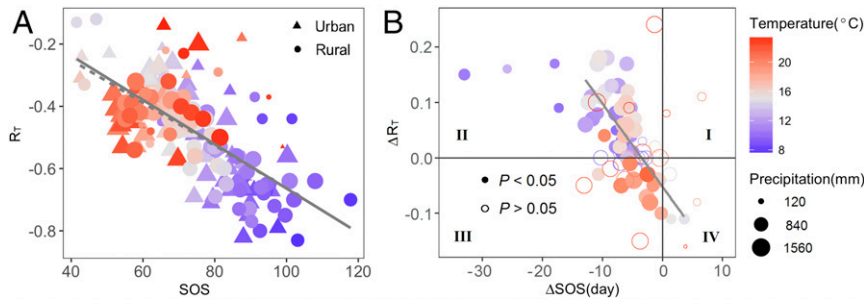 A
Urban
Rural
-0.2
-0.4
-0.6
-0.8
R_T
40 60 80 100 120
SOS
B
0.2
0.1
0.0
-0.1
ΔR_T
II
I
P < 0.05
P > 0.05
III
IV
-30 -20 -10 0 10
ΔSOS(day)
Temperature(°C)
20
16
12
8
Precipitation(mm)
120
840
1560